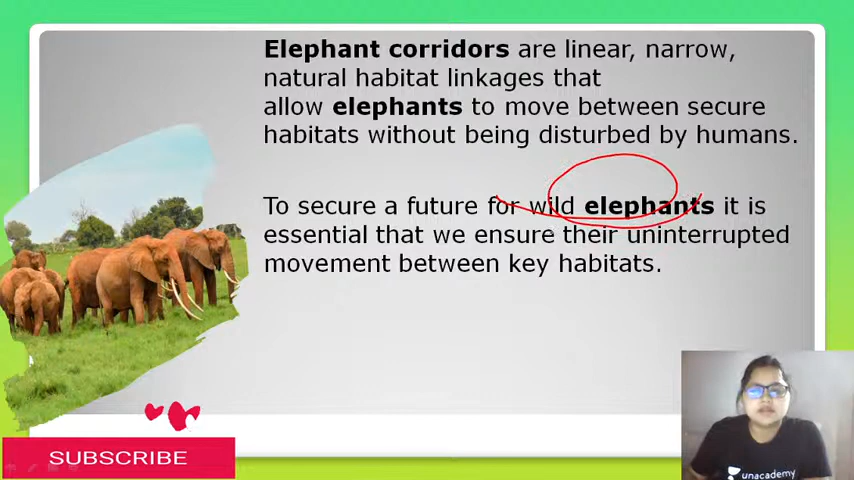 Elephant corridors are linear, narrow,
natural habitat linkages that
allow elephants to move between secure
habitats without being disturbed by humans.
To secure a future for wild elephants it is
essential that we ensure their uninterrupted
movement between key habitats.
SUBSCRIBE
unacademy